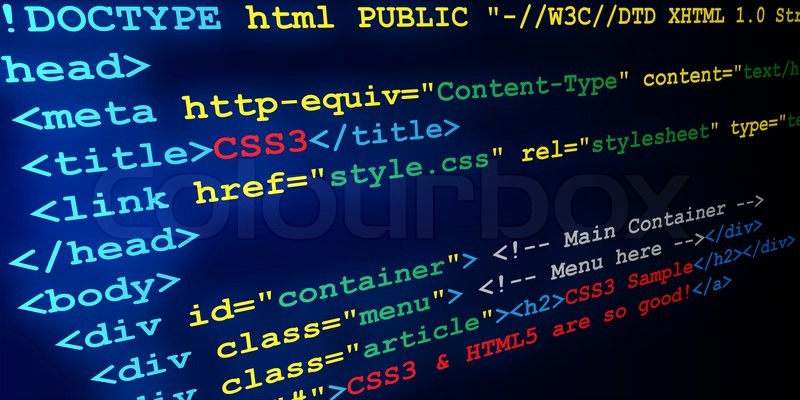 !DOCTYPE html PUBLIC "-//W3C//DTD XHTML 1.0
head>
<meta http-equiv="Content-Type" content="text/h
<title>CSS3</title>
<link href="style.css" rel="stylesheet" type="te
</head>
<body>
<div id="container"> <!-- Main Container -->
<div class="menu"> <!-- Menu here --></div>
div class="article"><h2>CSS3 Sample</h2></div>
"#">CSS3 & HTML5 are so good!</a>
colourbox